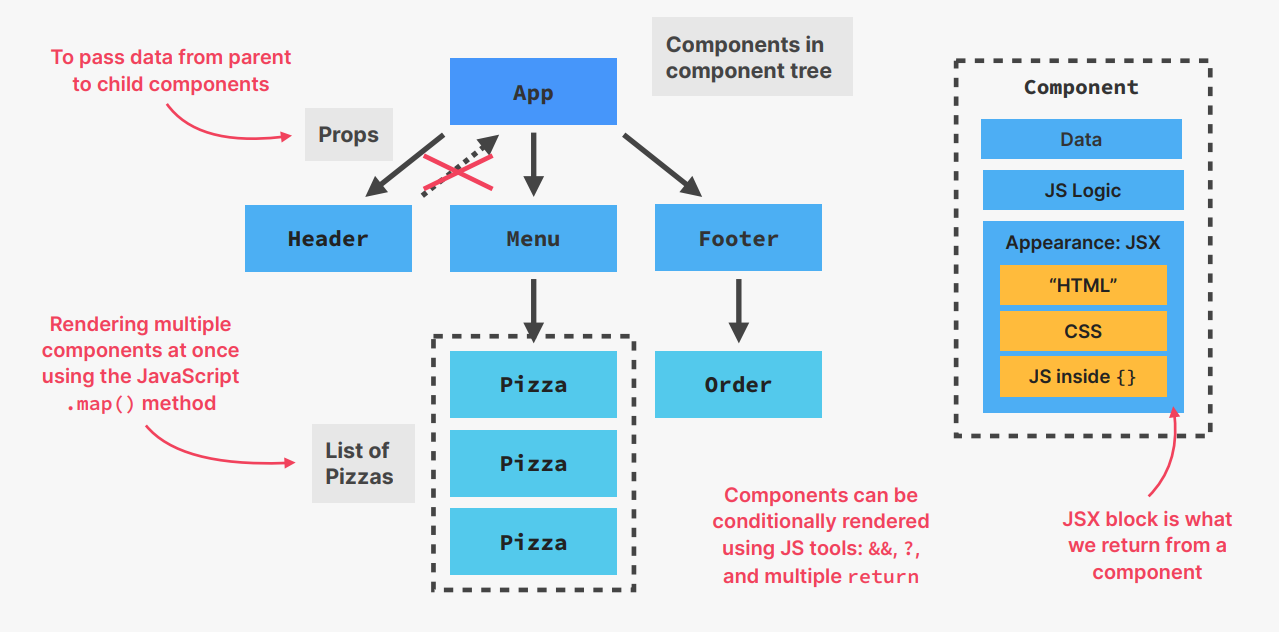 To pass data from parent
to child components
Props
App
Components in
component tree
Header
Menu
Footer
Rendering multiple
components at once
using the JavaScript
.map() method
List of
Pizzas
Pizza
Pizza
Pizza
Order
Components can be
conditionally rendered
using JS tools: &&, ?,
and multiple return
Component
Data
JS Logic
Appearance: JSX
“HTML”
CSS
JS inside {}
JSX block is what
we return from a
component